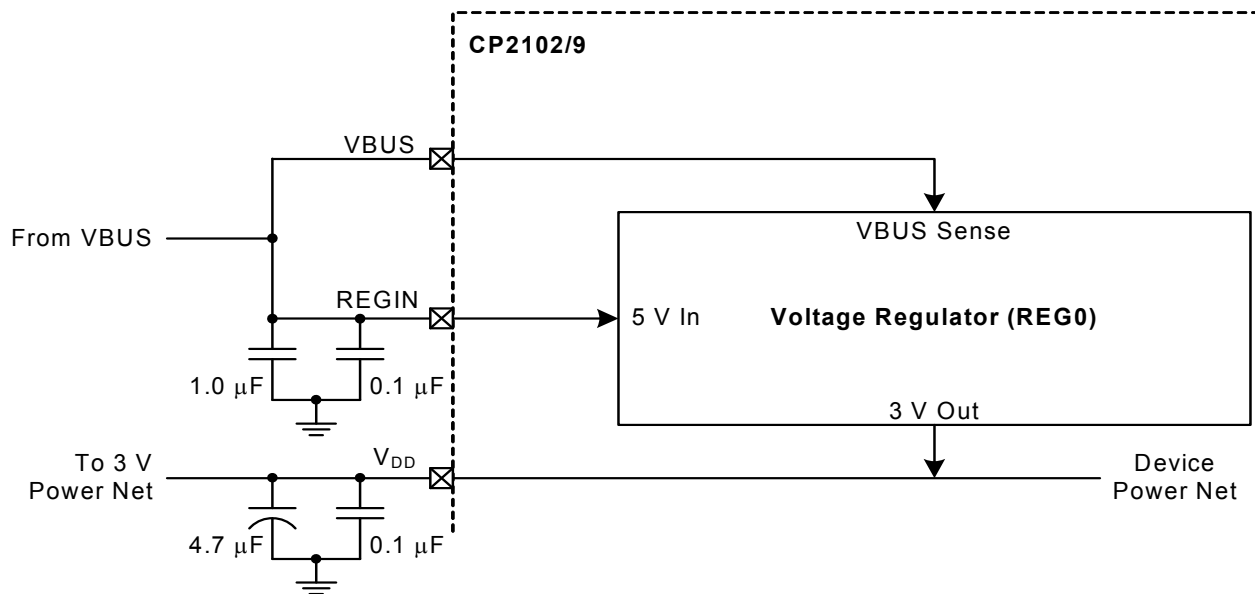 CP2102/9
VBUS
From VBUS
VBUS Sense
REGIN
5 V In
Voltage Regulator (REG0)
1.0 μF
0.1 μF
3 V Out
To 3 V
Power Net
VDD
Device
Power Net
4.7 μF
0.1 μF